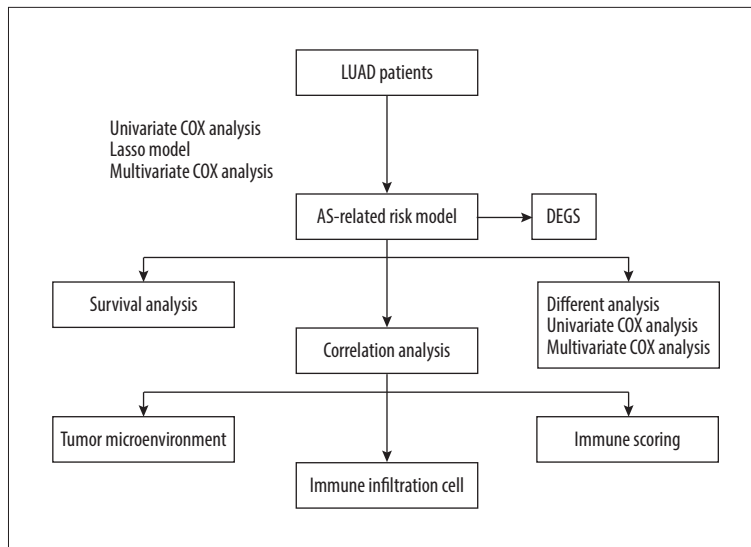 LUAD patients
Univariate COX analysis
Lasso model
Multivariate COX analysis
AS-related risk model
DEGS
Survival analysis
Different analysis
Univariate COX analysis
Multivariate COX analysis
Correlation analysis
Tumor microenvironment
Immune scoring
Immune infiltration cell